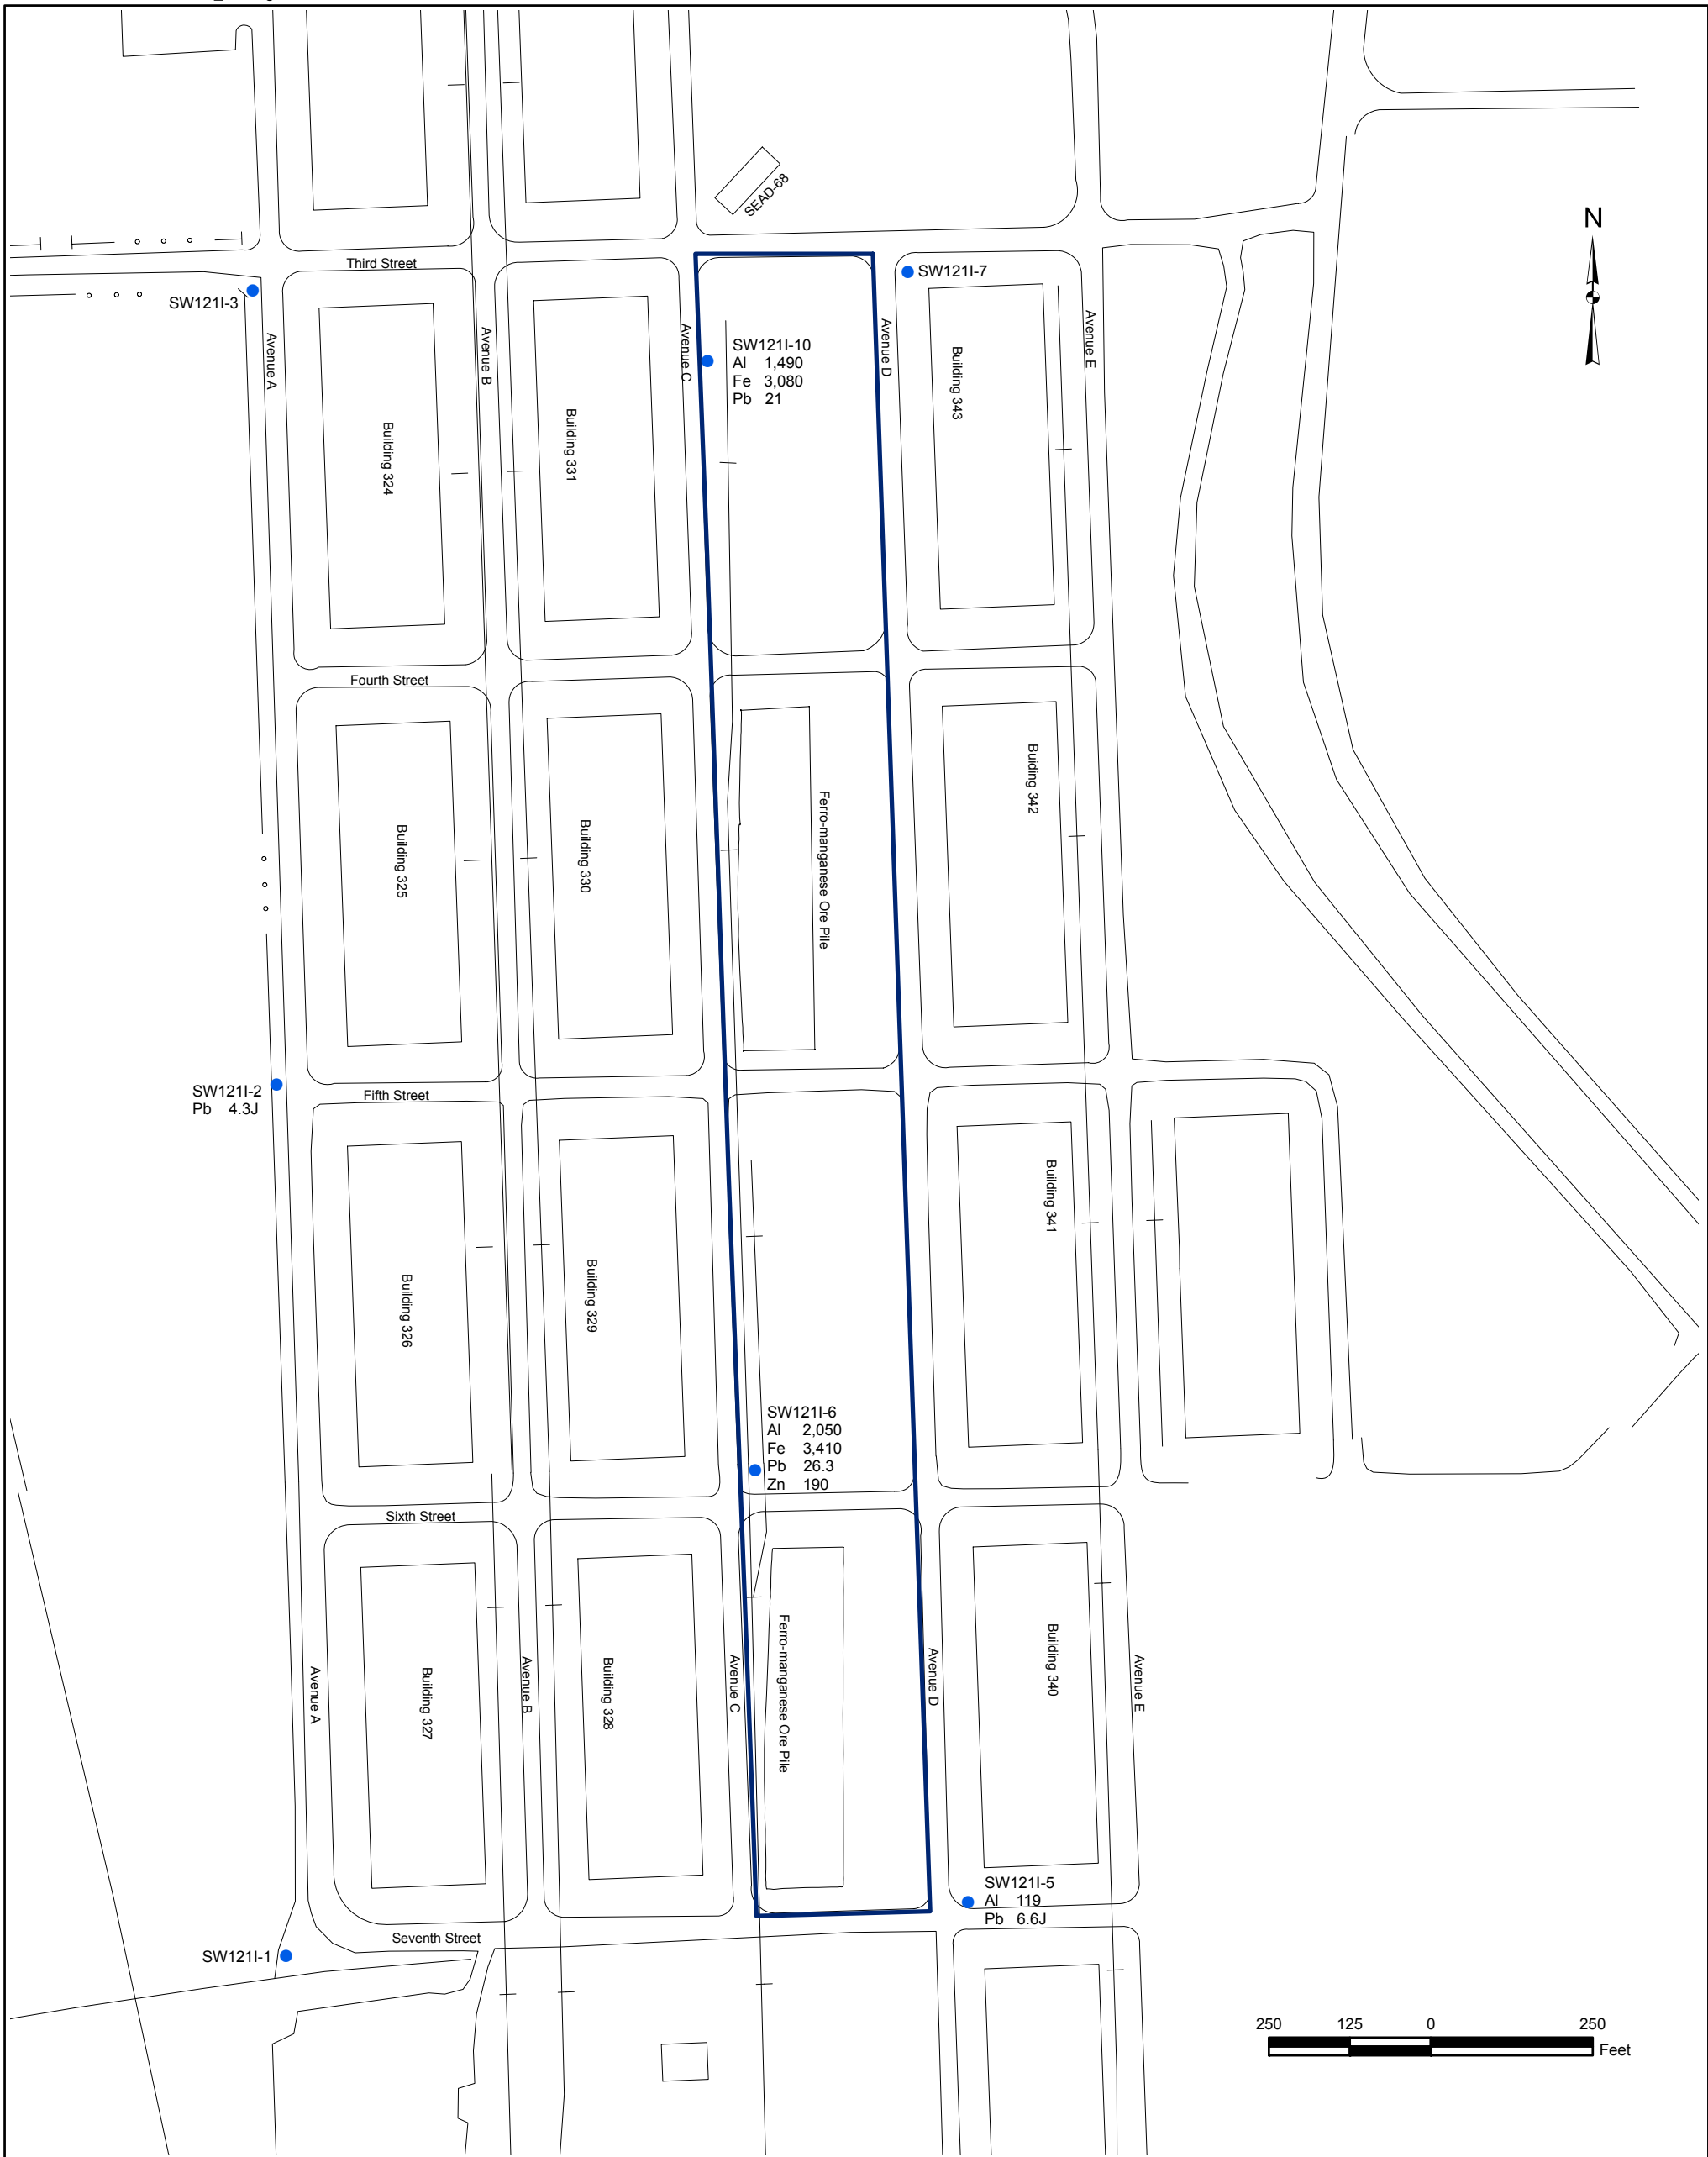 SEAD-68
N
Third Street
SW121I-7
SW121I-3
Avenue A
Avenue B
Avenue C
SW121I-10
Al 1,490
Fe 3,080
Pb 21
Avenue D
Building 343
Avenue E
Building 324
Building 331
Fourth Street
Building 325
Building 330
Ferro-manganese Ore Pile
Buiding 342
SW121I-2
Pb 4.3J
Fifth Street
Building 326
Building 329
Building 341
SW121I-6
Al 2,050
Fe 3,410
Pb 26.3
Zn 190
Sixth Street
Avenue A
Building 327
Avenue B
Building 328
Avenue C
Ferro-manganese Ore Pile
Avenue D
Building 340
Avenue E
SW121I-5
Al 119
Pb 6.6J
Seventh Street
SW121I-1
250 125 0 250
Feet